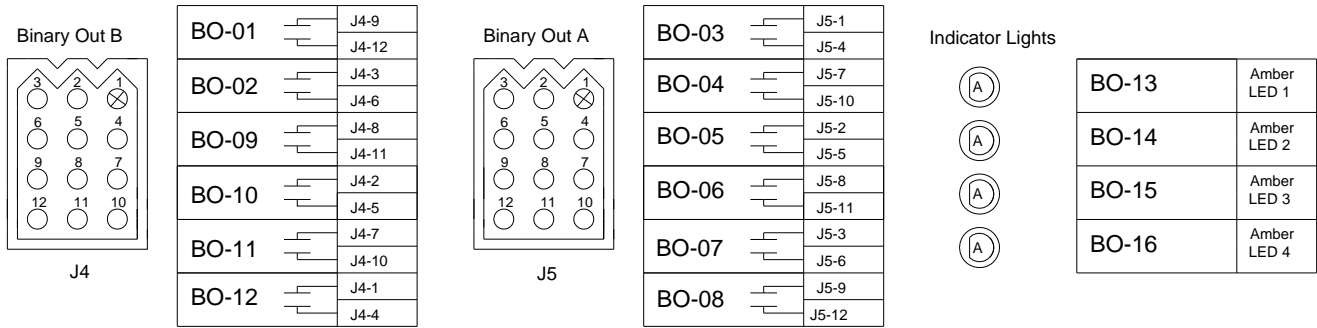 Binary Out B
3 2 1
6 5 4
9 8 7
12 11 10
J4
BO-01 J4-9
J4-12
BO-02 J4-3
J4-6
BO-09 J4-8
J4-11
BO-10 J4-2
J4-5
BO-11 J4-7
J4-10
BO-12 J4-1
J4-4
Binary Out A
3 2 1
6 5 4
9 8 7
12 11 10
J5
BO-03 J5-1
J5-4
BO-04 J5-7
J5-10
BO-05 J5-2
J5-5
BO-06 J5-8
J5-11
BO-07 J5-3
J5-6
BO-08 J5-9
J5-12
Indicator Lights
A
A
A
A
BO-13 Amber
LED 1
BO-14 Amber
LED 2
BO-15 Amber
LED 3
BO-16 Amber
LED 4